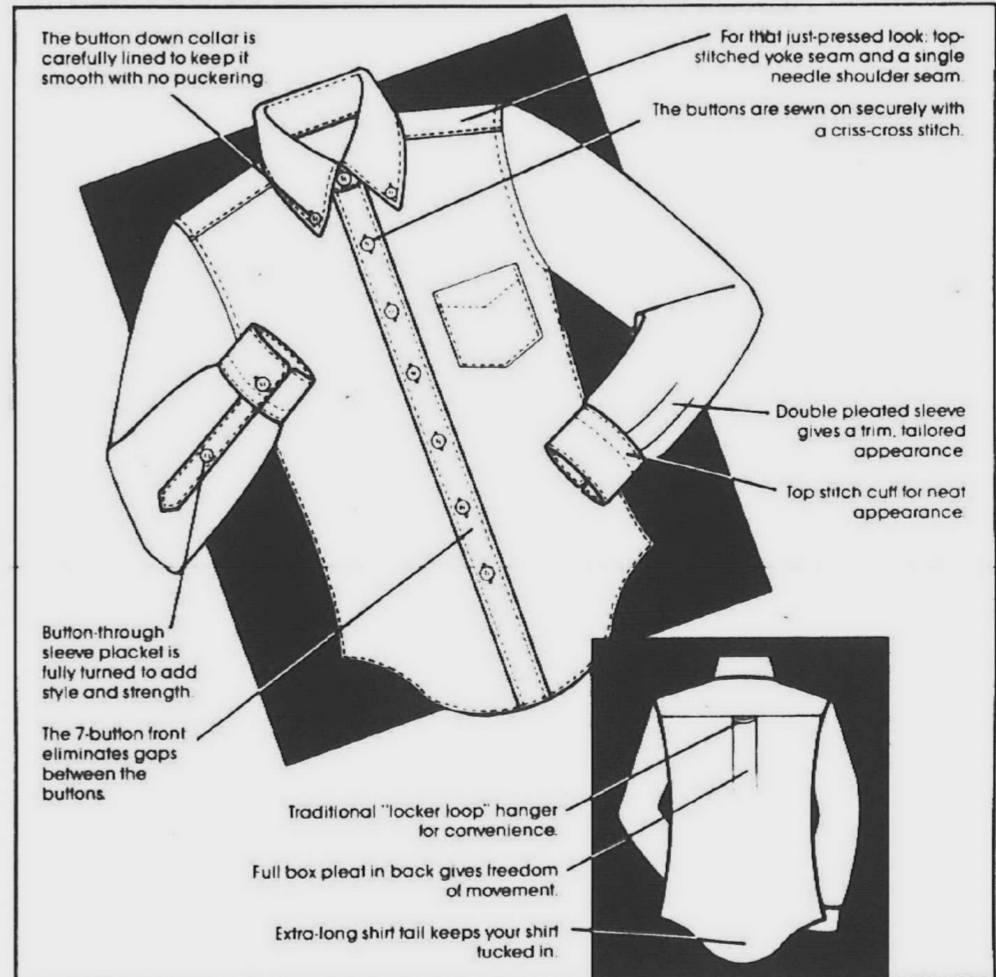 The button down collar is
carefully lined to keep it
smooth with no puckering.
For that just-pressed look: top-
stitched yoke seam and a single
needle shoulder seam.
The buttons are sewn on securely with
a criss-cross stitch.
Double pleated sleeve
gives a trim, tailored
appearance.
Top stitch cuff for neat
appearance.
Button-through
sleeve placket is
fully turned to add
style and strength.
The 7-button front
eliminates gaps
between the
buttons.
Traditional "locker loop" hanger
for convenience.
Full box pleat in back gives freedom
of movement.
Extra-long shirt tail keeps your shirt
tucked in.